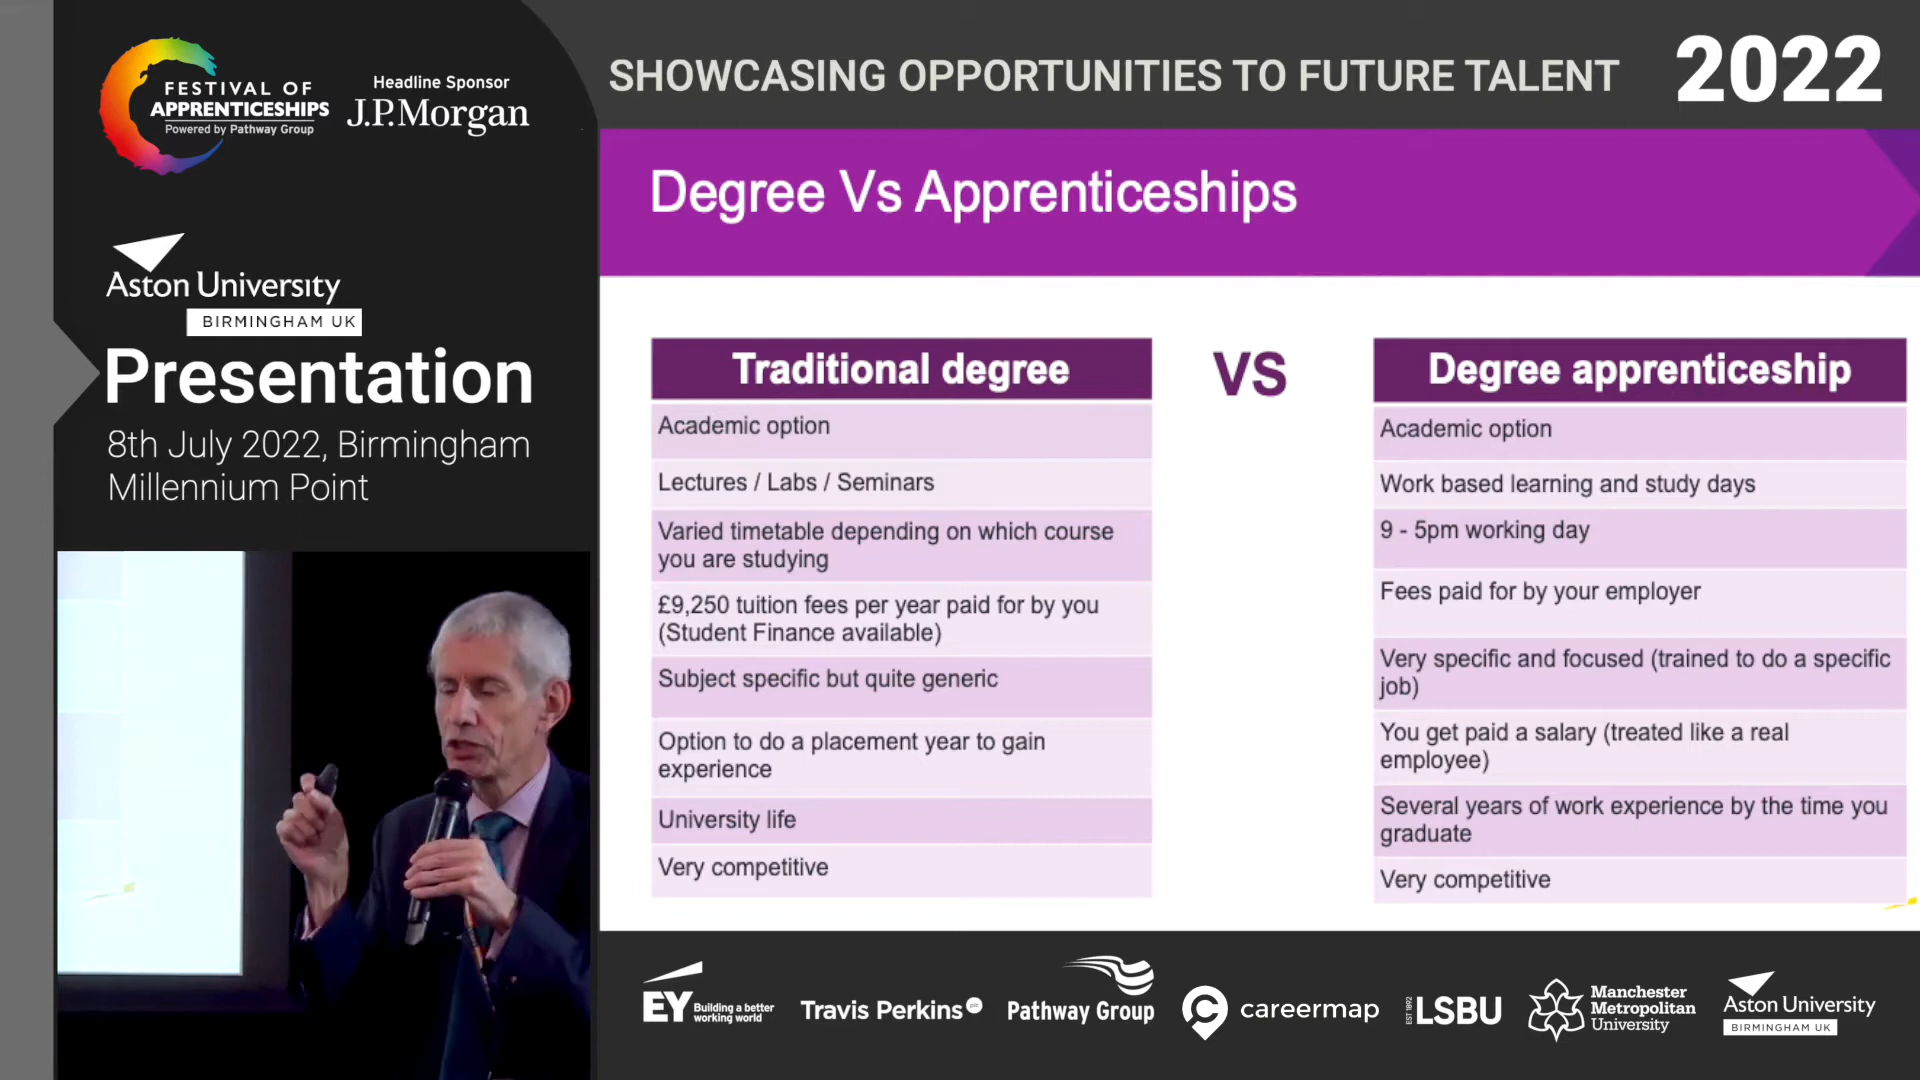 FESTIVAL OF
APPRENTICESHIPS
Powered by Pathway Group
Headline Sponsor
J.P.Morgan
SHOWCASING OPPORTUNITIES TO FUTURE TALENT
2022
Aston University
BIRMINGHAM UK
Presentation
8th July 2022, Birmingham
Millennium Point
Degree Vs Apprenticeships
Traditional degree
Academic option
Lectures / Labs / Seminars
Varied timetable depending on which course
you are studying
£9,250 tuition fees per year paid for by you
(Student Finance available)
Subject specific but quite generic
Option to do a placement year to gain
experience
University life
Very competitive
VS
Degree apprenticeship
Academic option
Work based learning and study days
9 - 5pm working day
Fees paid for by your employer
Very specific and focused (trained to do a specific
job)
You get paid a salary (treated like a real
employee)
Several years of work experience by the time you
graduate
Very competitive
EY
Building a better
working world
Travis Perkins plc
Pathway Group
careermap
EST 1892
LSBU
Manchester
Metropolitan
University
Aston University
BIRMINGHAM UK